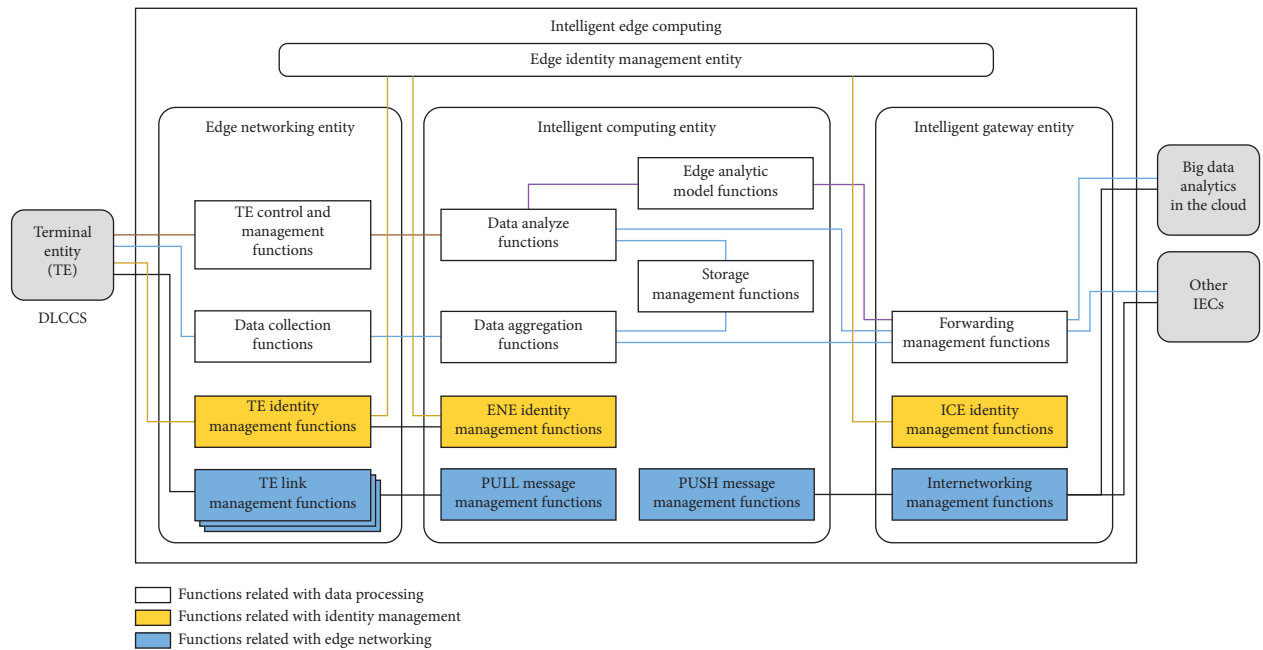 Intelligent edge computing
Edge identity management entity
Edge networking entity
Intelligent computing entity
Intelligent gateway entity
Terminal
entity
(TE)
DLCCS
TE control and
management
functions
Data collection
functions
TE identity
management functions
TE link
management functions
Edge analytic
model functions
Data analyze
functions
Storage
management functions
Data aggregation
functions
ENE identity
management functions
PULL message
management functions
PUSH message
management functions
Forwarding
management functions
ICE identity
management functions
Internetworking
management functions
Big data
analytics
in the cloud
Other
IECs
Functions related with data processing
Functions related with identity management
Functions related with edge networking